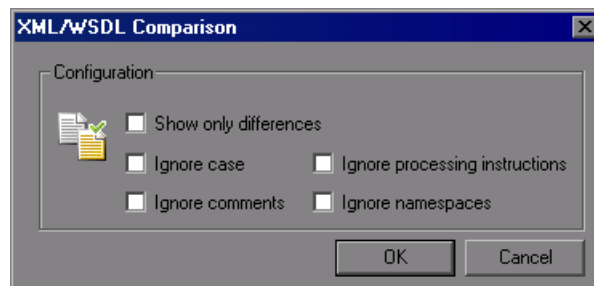 XML/WSDL Comparison
Configuration
Show only differences
Ignore case Ignore processing instructions
Ignore comments Ignore namespaces
OK Cancel